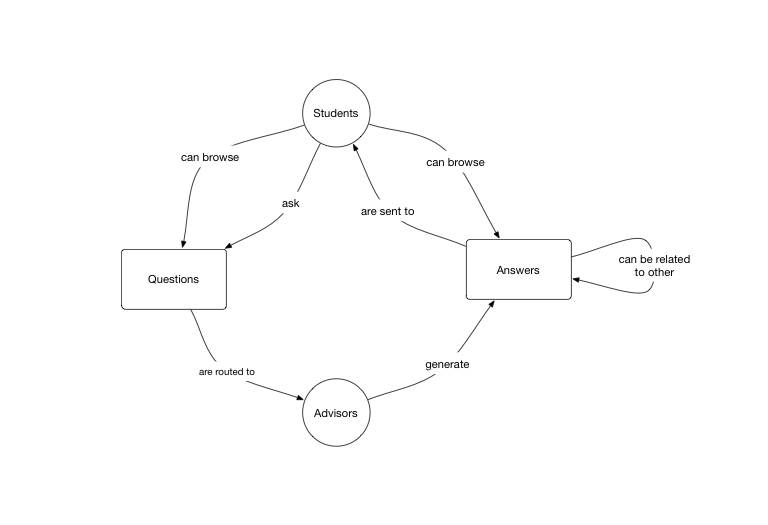 Students
can browse
can browse
ask
are sent to
can be related
to other
Answers
Questions
generate
are routed to
Advisors